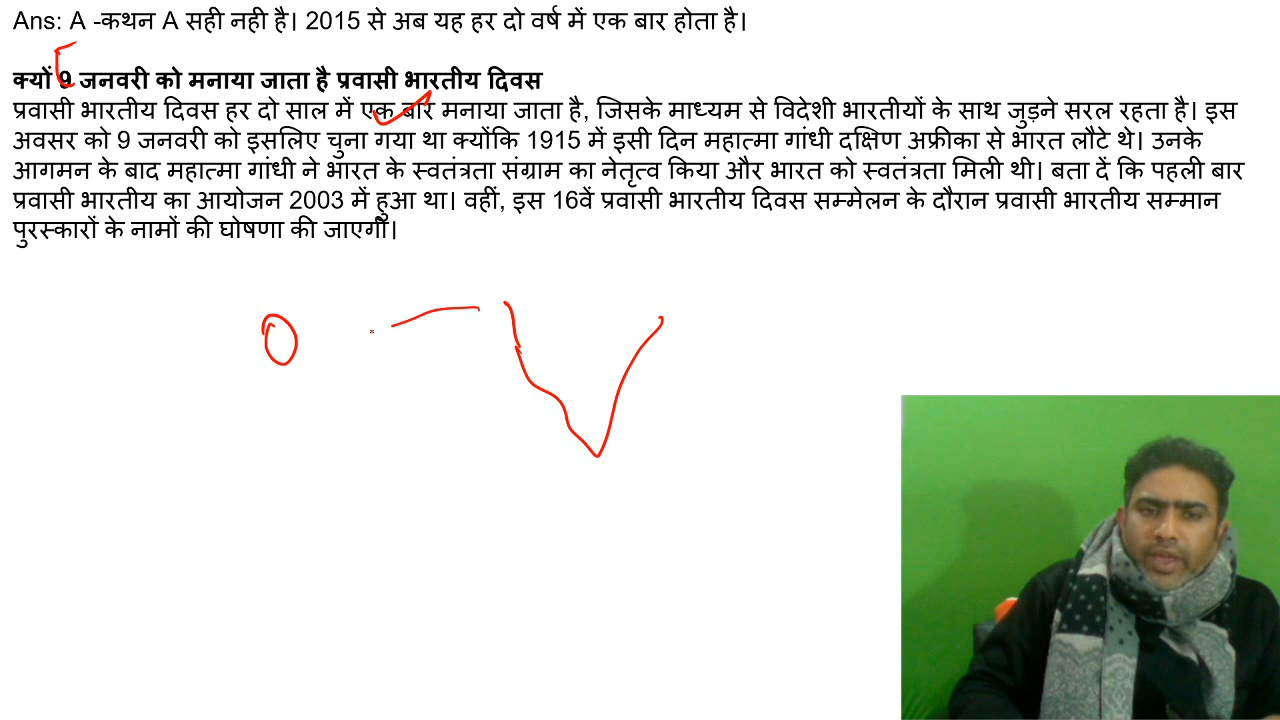 Ans: A -कथन A सही नही है। 2015 से अब यह हर दो वर्ष में एक बार होता है।
क्यों 9 जनवरी को मनाया जाता है प्रवासी भारतीय दिवस
प्रवासी भारतीय दिवस हर दो साल में एक बार मनाया जाता है, जिसके माध्यम से विदेशी भारतीयों के साथ जुड़ने सरल रहता है। इस
अवसर को 9 जनवरी को इसलिए चुना गया था क्योंकि 1915 में इसी दिन महात्मा गांधी दक्षिण अफ्रीका से भारत लौटे थे। उनके
आगमन के बाद महात्मा गांधी ने भारत के स्वतंत्रता संग्राम का नेतृत्व किया और भारत को स्वतंत्रता मिली थी। बता दें कि पहली बार
प्रवासी भारतीय का आयोजन 2003 में हुआ था। वहीं, इस 16वें प्रवासी भारतीय दिवस सम्मेलन के दौरान प्रवासी भारतीय सम्मान
पुरस्कारों के नामों की घोषणा की जाएगी।